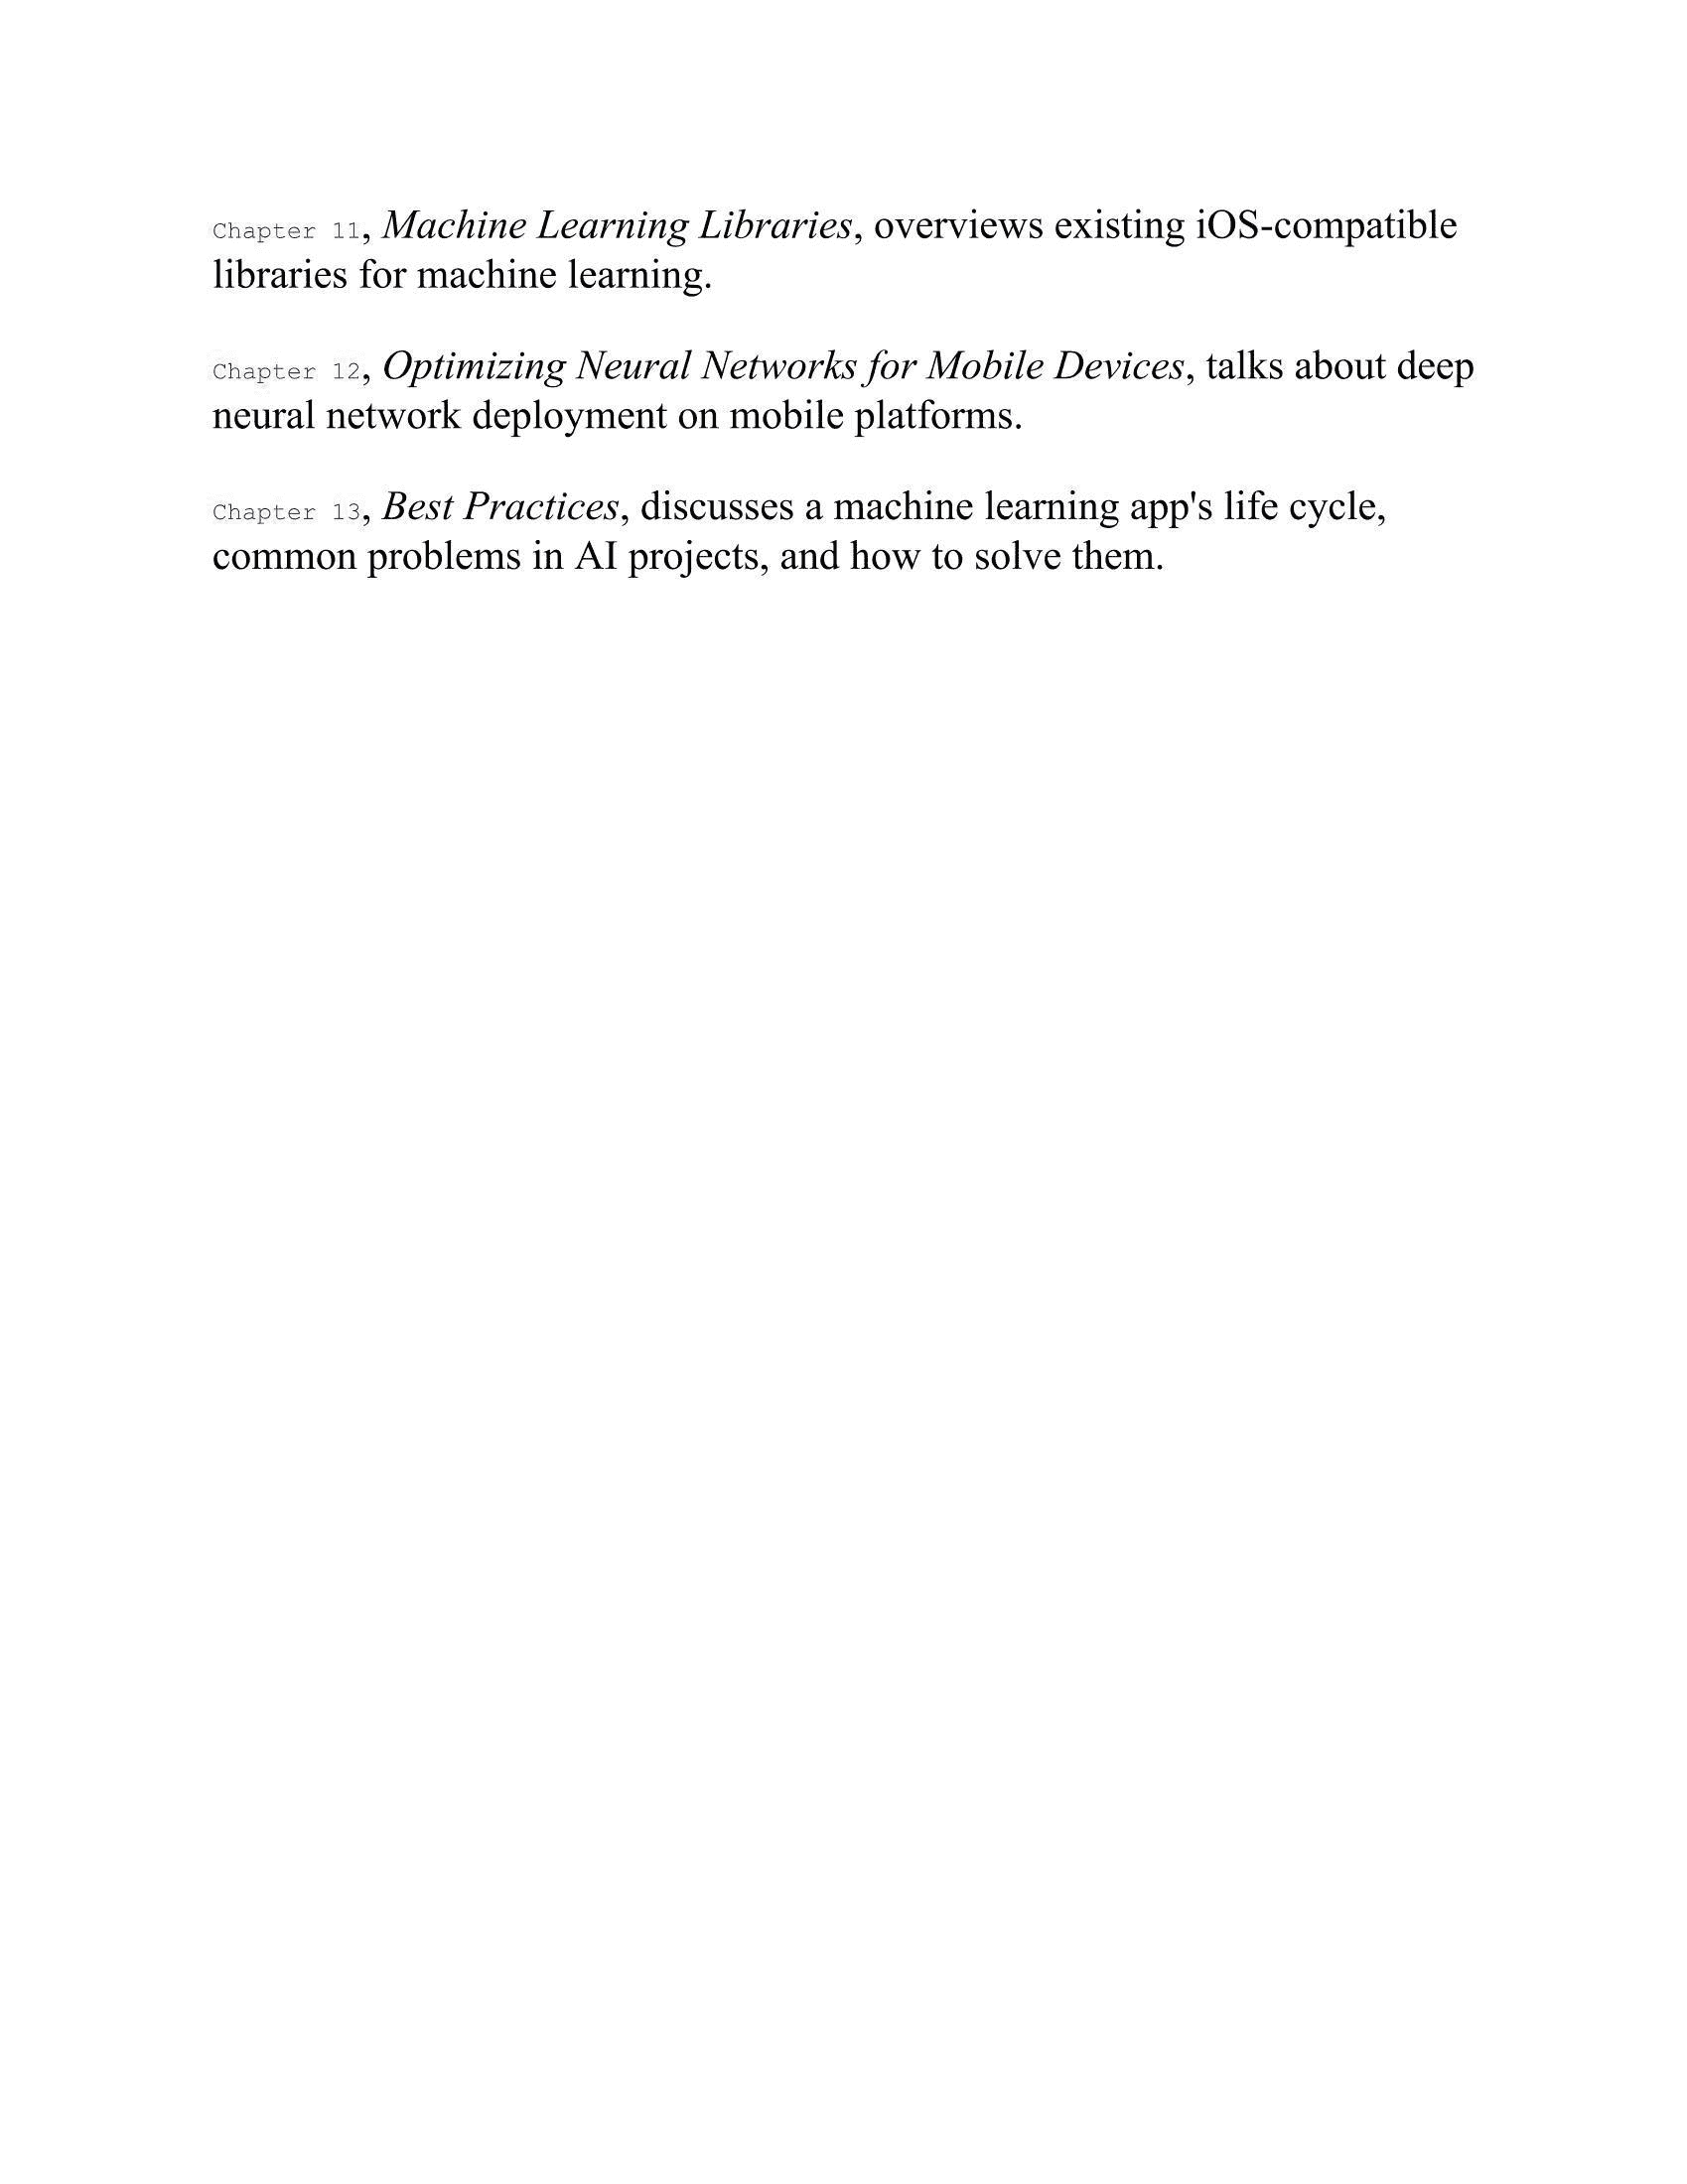 Chapter 11, Machine Learning Libraries, overviews existing iOS-compatible
libraries for machine learning.
Chapter 12, Optimizing Neural Networks for Mobile Devices, talks about deep
neural network deployment on mobile platforms.
Chapter 13, Best Practices, discusses a machine learning app's life cycle,
common problems in AI projects, and how to solve them.